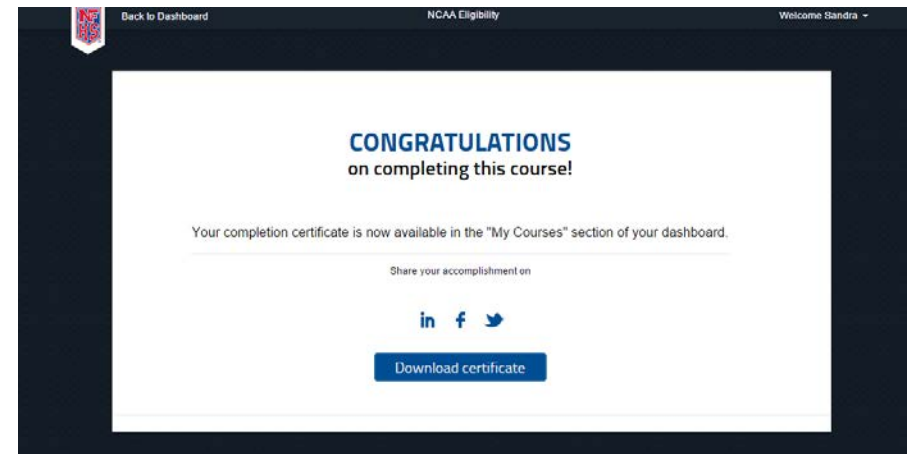 NFHS
Back to Dashboard
NCAA Eligibility
Welcome Sandra
CONGRATULATIONS
on completing this course!
Your completion certificate is now available in the "My Courses" section of your dashboard.
Share your accomplishment on
in f
Download certificate